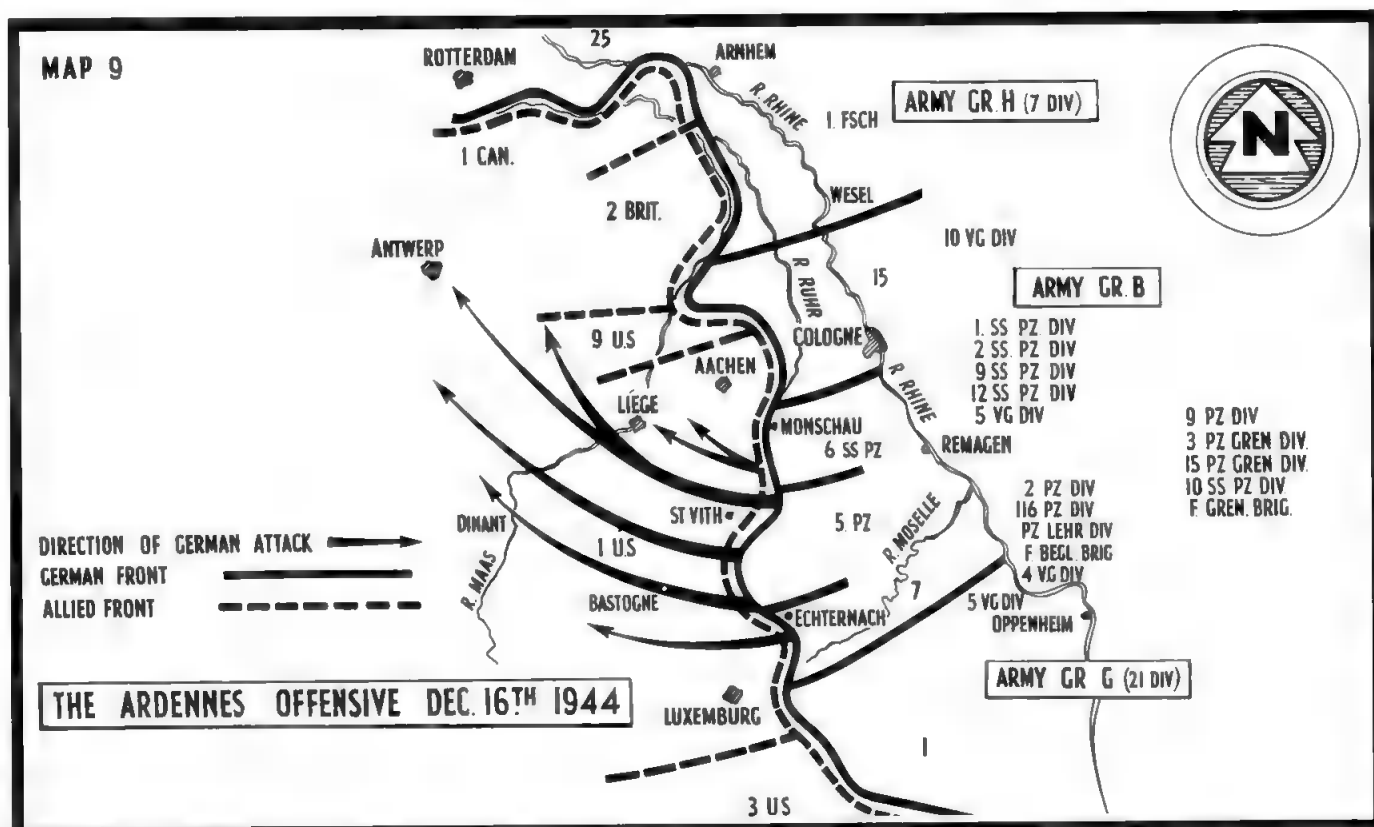 MAP 9
25
ROTTERDAM
ARNHEM
R. RHINE
ARMY GR. H (7 DIV)
1. FSCH
N
1 CAN.
WESEL
2 BRIT.
10 VG DIV
ANTWERP
15
R RUHR
ARMY GR. B
9 U.S
COLOGNE
1. SS PZ. DIV
2 SS. PZ DIV
9 SS PZ DIV
12 SS PZ DIV
5 VG DIV
AACHEN
R RHINE
LIÉGE
MONSCHAU
6 SS PZ
REMAGEN
9 PZ DIV
3 PZ GREN DIV.
15 PZ GREN DIV.
10 SS PZ DIV
F GREN. BRIG.
2 PZ DIV
116 PZ DIV
PZ LEHR DIV
F BEGL. BRIG
4 VG DIV
ST VITH
5. PZ
R. MOSELLE
DINANT
1 U.S
R. MAAS
DIRECTION OF GERMAN ATTACK
GERMAN FRONT
ALLIED FRONT
BASTOGNE
ECHTERNACH
7
5 VG DIV
OPPENHEIM
THE ARDENNES OFFENSIVE DEC. 16TH 1944
LUXEMBURG
ARMY GR G (21 DIV)
1
3 US